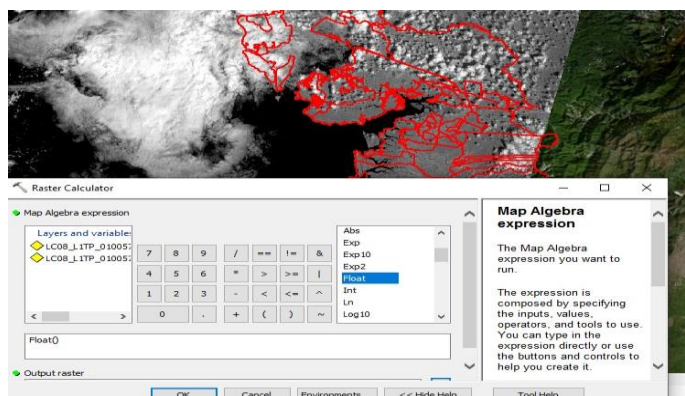 Raster Calculator
Map Algebra expression
Layers and variable
LC08_L1TP_01005
LC08_L1TP_01005
7 8 9 / == != &
4 5 6 * > >= |
1 2 3 - < <= ^
0 . + ( ) ~
Abs
Exp
Exp10
Exp2
Float
Int
Ln
Log10
Float()
Output raster
OK
Cancel
Environments...
<< Hide Help
Tool Help
Map Algebra
expression
The Map Algebra
expression you want to
run.
The expression is
composed by specifying
the inputs, values,
operators, and tools to use.
You can type in the
expression directly or use
the buttons and controls to
help you create it.